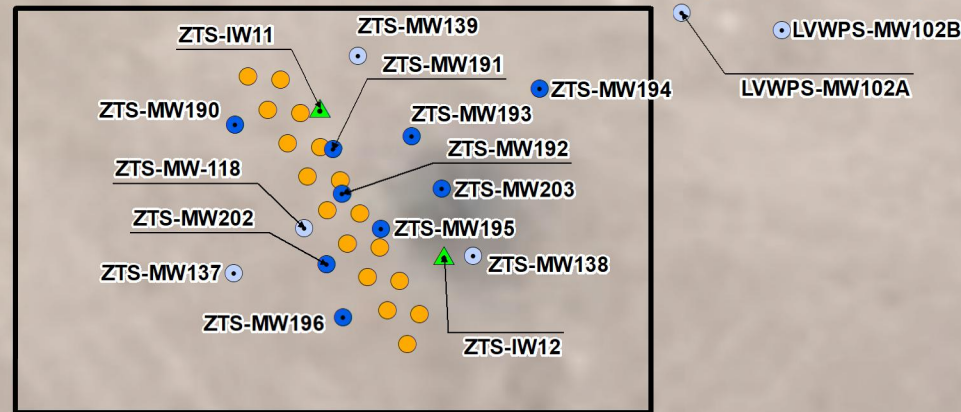 ZTS-MW139
LVWPS-MW102B
ZTS-IW11
ZTS-MW191
LVWPS-MW102A
ZTS-MW194
ZTS-MW190
ZTS-MW193
ZTS-MW192
ZTS-MW-118
ZTS-MW203
ZTS-MW202
ZTS-MW195
ZTS-MW137
ZTS-MW138
ZTS-MW196
ZTS-IW12